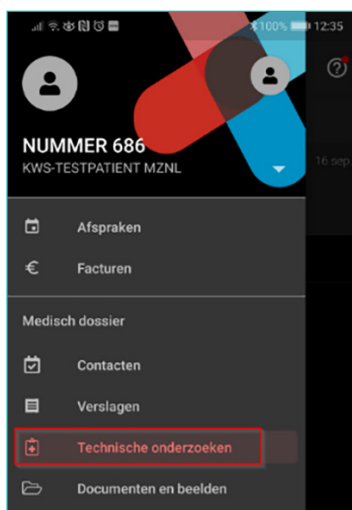 100% 12:35
NUMMER 686
KWS-TESTPATIENT MZNL
16 sep.
Afspraken
Facturen
Medisch dossier
Contacten
Verslagen
Technische onderzoeken
Documenten en beelden